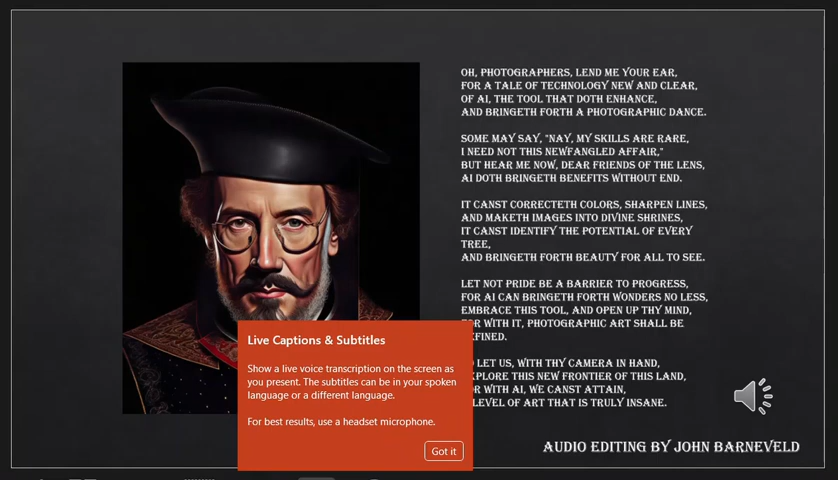 OH, PHOTOGRAPHERS, LEND ME YOUR EAR,
FOR A TALE OF TECHNOLOGY NEW AND CLEAR,
OF AI, THE TOOL THAT DOTH ENHANCE,
AND BRINGETH FORTH A PHOTOGRAPHIC DANCE.
SOME MAY SAY, "NAY, MY SKILLS ARE RARE,
I NEED NOT THIS NEWFANGLED AFFAIR,"
BUT HEAR ME NOW, DEAR FRIENDS OF THE LENS,
AI DOTH BRINGETH BENEFITS WITHOUT END.
IT CANST CORRECTETH COLORS, SHARPEN LINES,
AND MAKETH IMAGES INTO DIVINE SHRINES,
IT CANST IDENTIFY THE POTENTIAL OF EVERY
TREE,
AND BRINGETH FORTH BEAUTY FOR ALL TO SEE.
LET NOT PRIDE BE A BARRIER TO PROGRESS,
FOR AI CAN BRINGETH FORTH WONDERS NO LESS,
EMBRACE THIS TOOL, AND OPEN UP THY MIND,
FOR WITH IT, PHOTOGRAPHIC ART SHALL BE
FINED.
LET US, WITH THY CAMERA IN HAND,
XPLORE THIS NEW FRONTIER OF THIS LAND,
OR WITH AI, WE CANST ATTAIN,
LEVEL OF ART THAT IS TRULY INSANE.
AUDIO EDITING BY JOHN BARNEVELD
Live Captions & Subtitles
Show a live voice transcription on the screen as
you present. The subtitles can be in your spoken
language or a different language.
For best results, use a headset microphone.
Got it